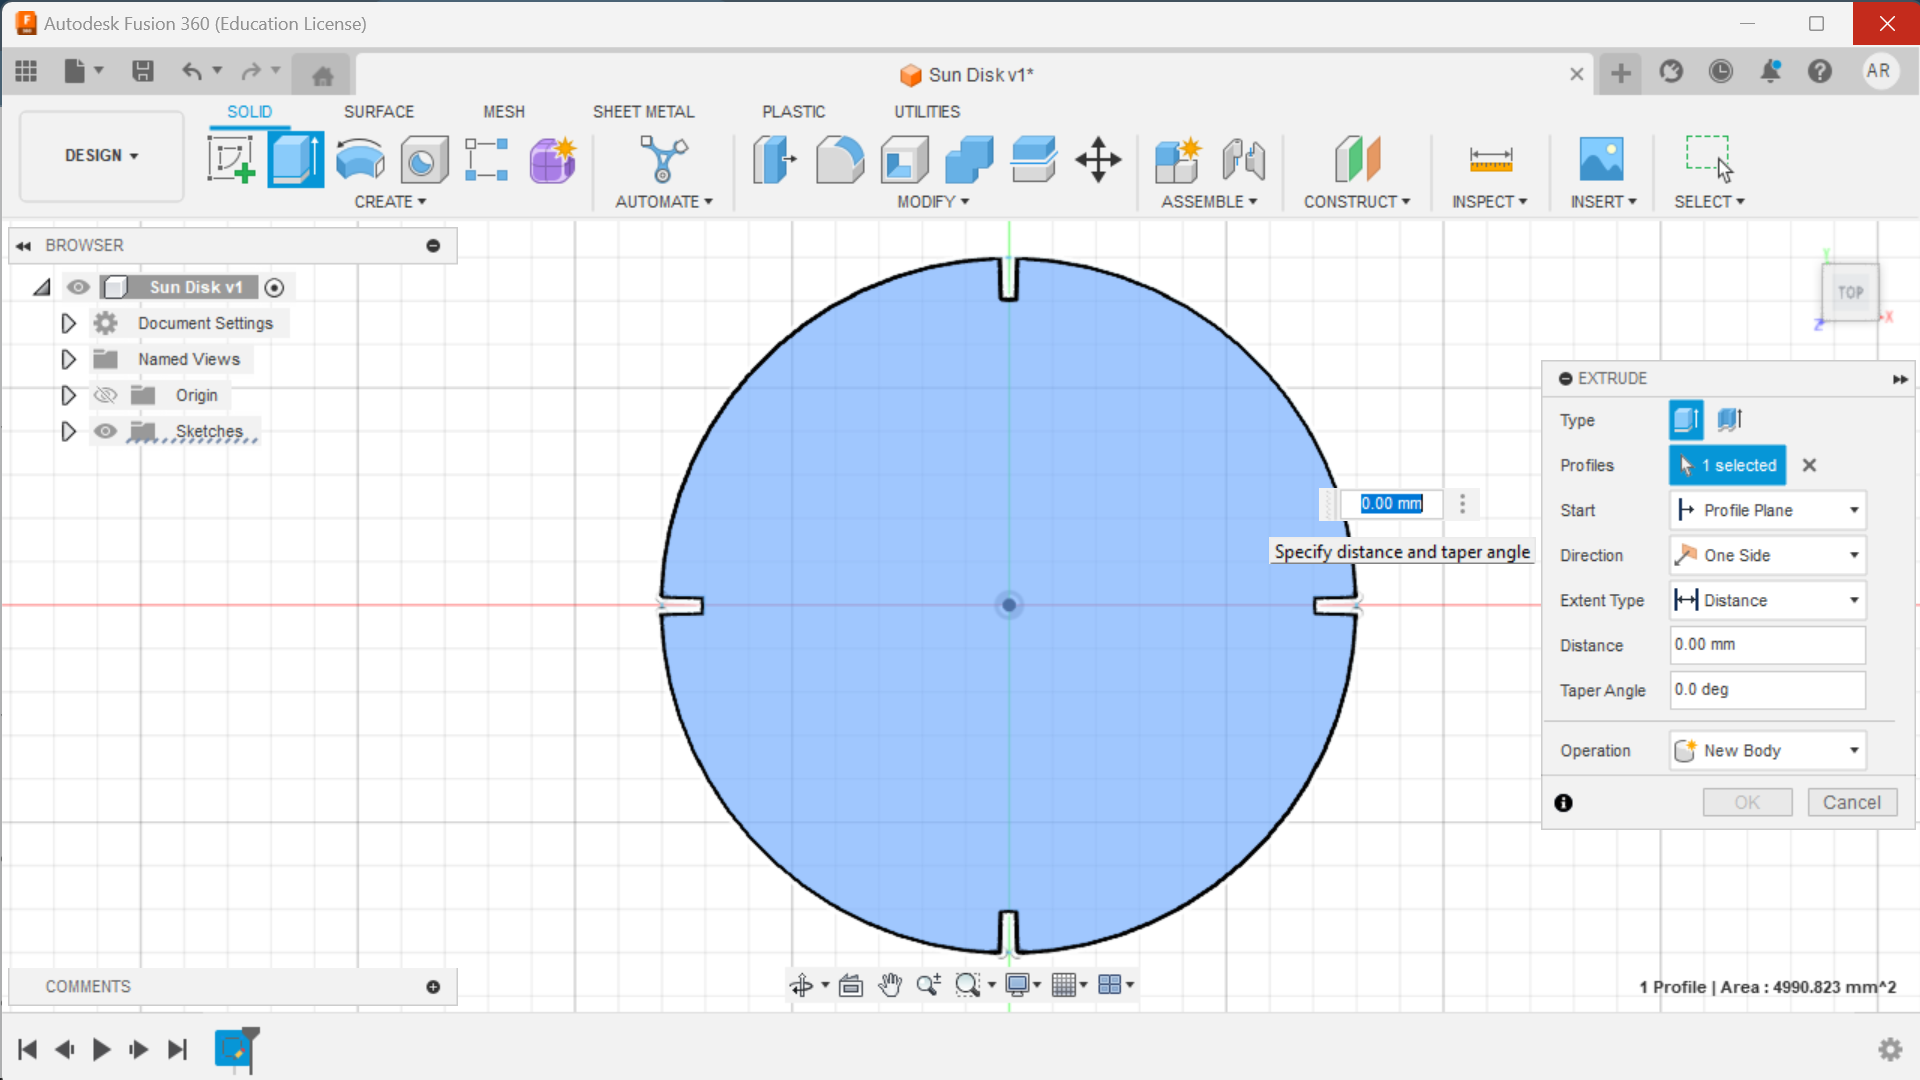 Autodesk Fusion 360 (Education License)
Sun Disk v1*
AR
DESIGN
SOLID
SURFACE
MESH
SHEET METAL
PLASTIC
UTILITIES
CREATE
AUTOMATE
MODIFY
ASSEMBLE
CONSTRUCT
INSPECT
INSERT
SELECT
BROWSER
Sun Disk v1
Document Settings
Named Views
Origin
Sketches
Y
TOP
Z
X
0.00 mm
Specify distance and taper angle
EXTRUDE
Type
Profiles 1 selected
Start Profile Plane
Direction One Side
Extent Type Distance
Distance 0.00 mm
Taper Angle 0.0 deg
Operation New Body
OK Cancel
COMMENTS
1 Profile | Area : 4990.823 mm^2